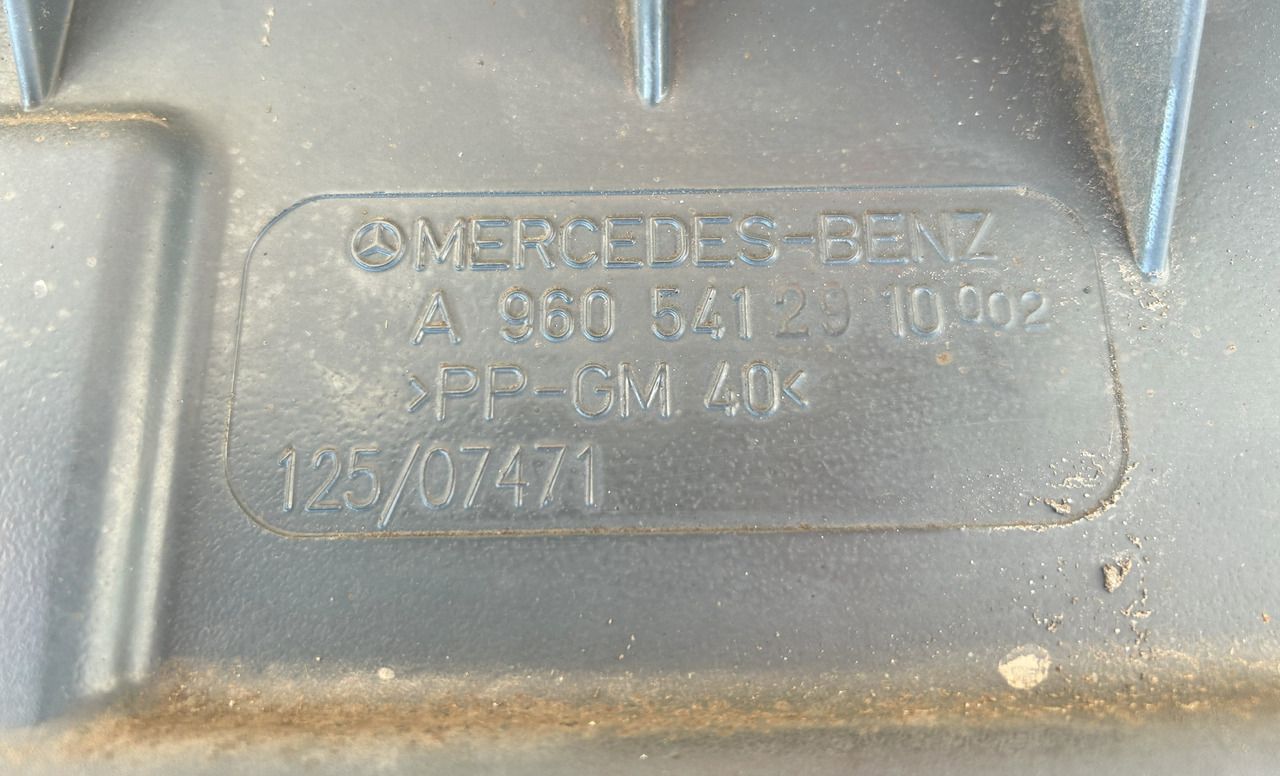 MERCEDES-BENZ
A 960 541 29 10 002
>PP-GM 40<
125/07471